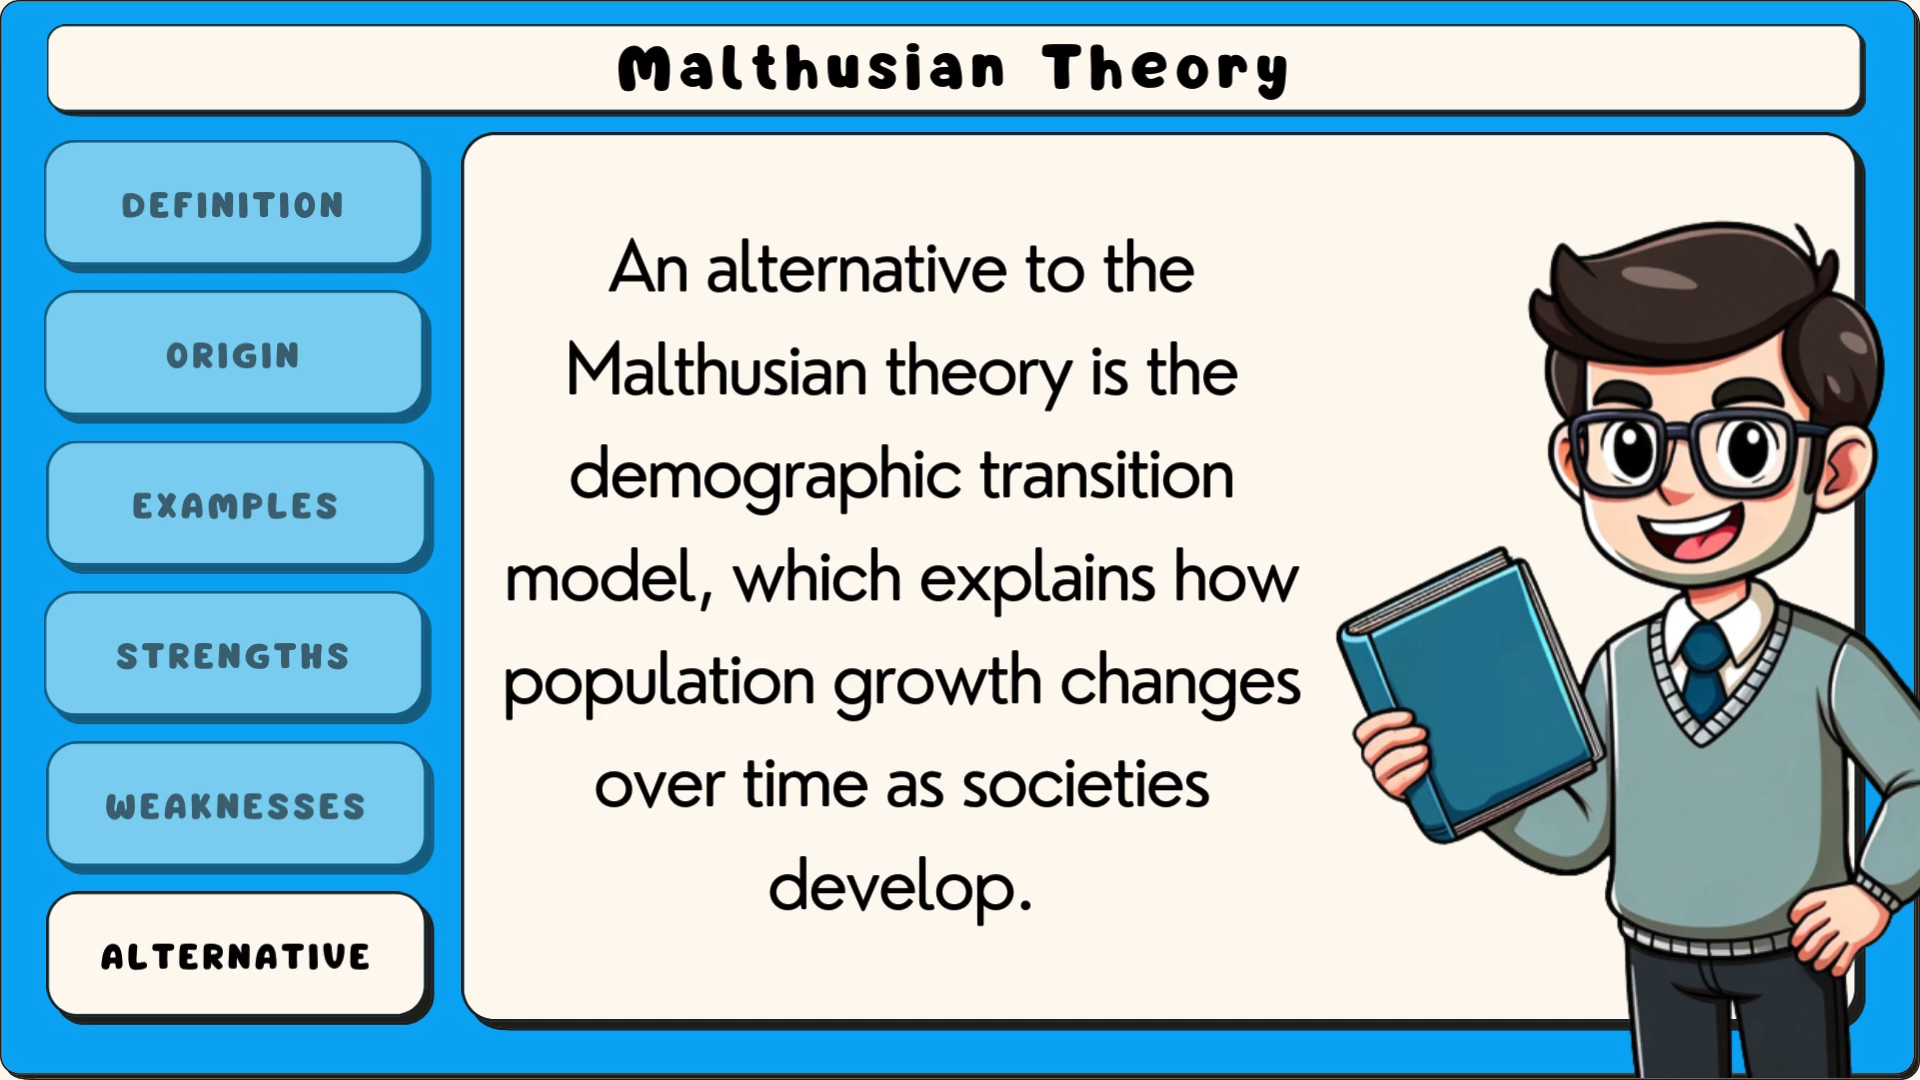 Malthusian Theory
DEFINITION
ORIGIN
EXAMPLES
STRENGTHS
WEAKNESSES
ALTERNATIVE
An alternative to the
Malthusian theory is the
demographic transition
model, which explains how
population growth changes
over time as societies
develop.